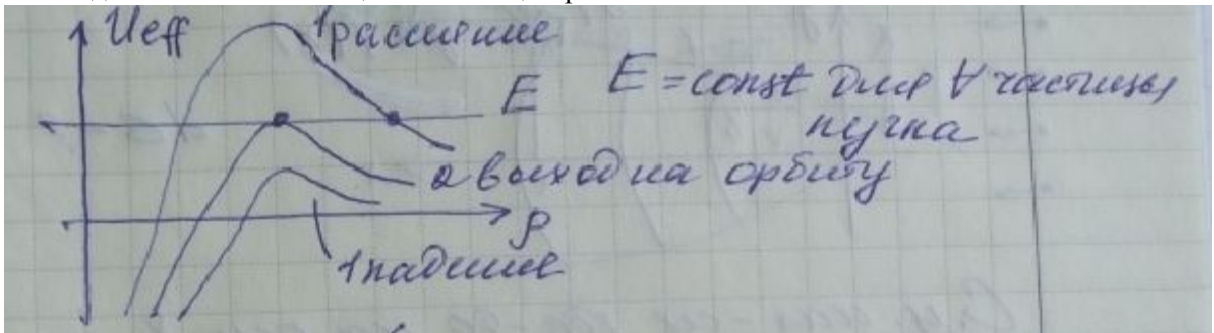 Ueff
1 рассеяние
E
E = const для ∀ частицы
пучка
2 выход на орбиту
ρ
1 падение